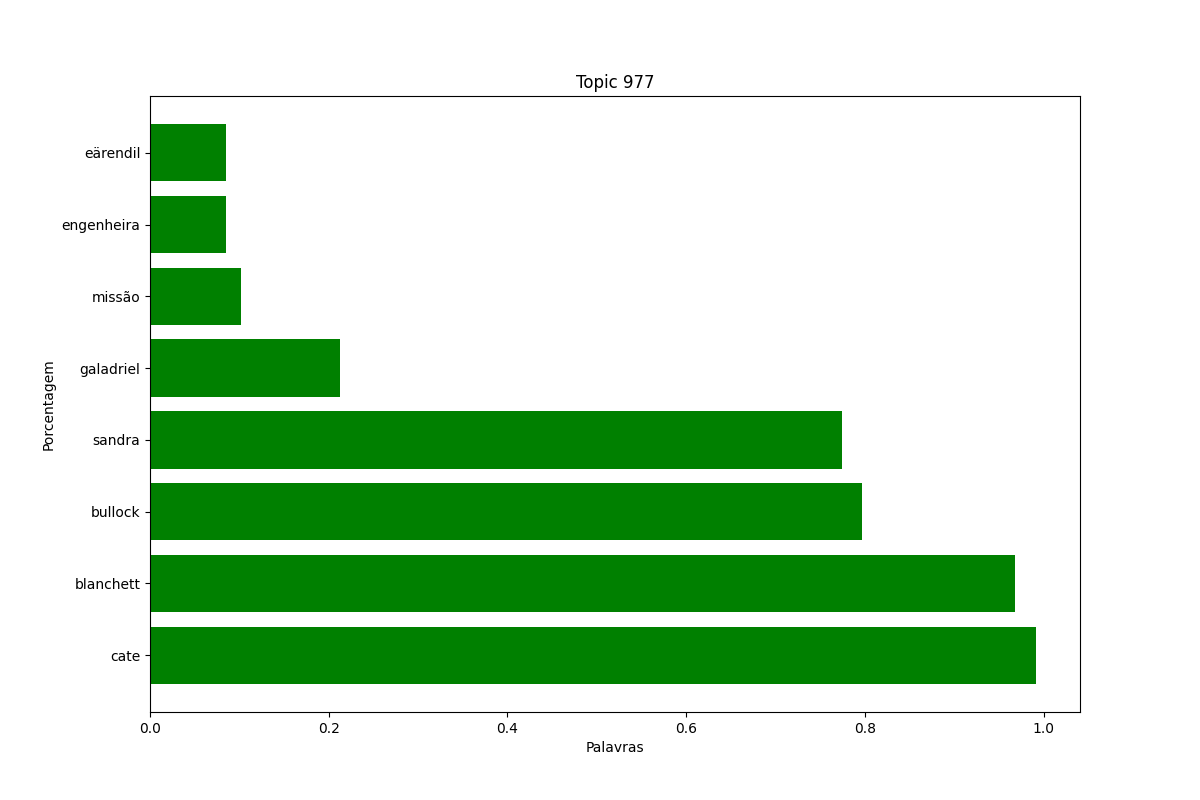 Topic 977
eärendil
engenheira
missão
galadriel
sandra
bullock
blanchett
cate
Porcentagem
0.0 0.2 0.4 0.6 0.8 1.0
Palavras